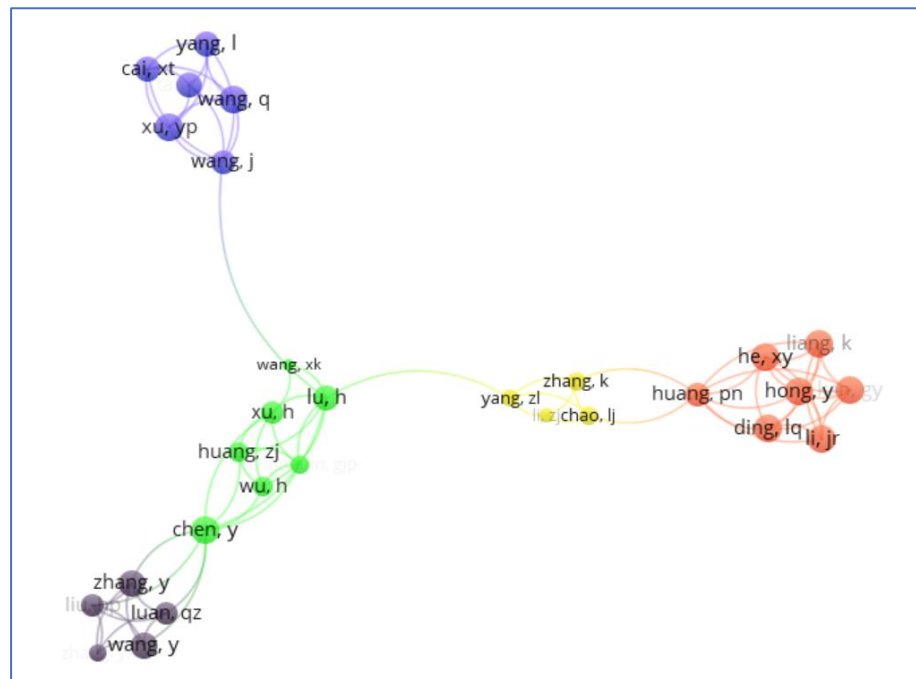 yang, l
cai, xt
wang, q
xu, yp
wang, j
wang, xk
lu, h
xu, h
huang, zj
wu, h
chen, y
zhang, y
luan, qz
wang, y
zhang, k
yang, zl
chao, lj
huang, pn
liang, k
he, xy
hong, y
ding, lq
li, jr